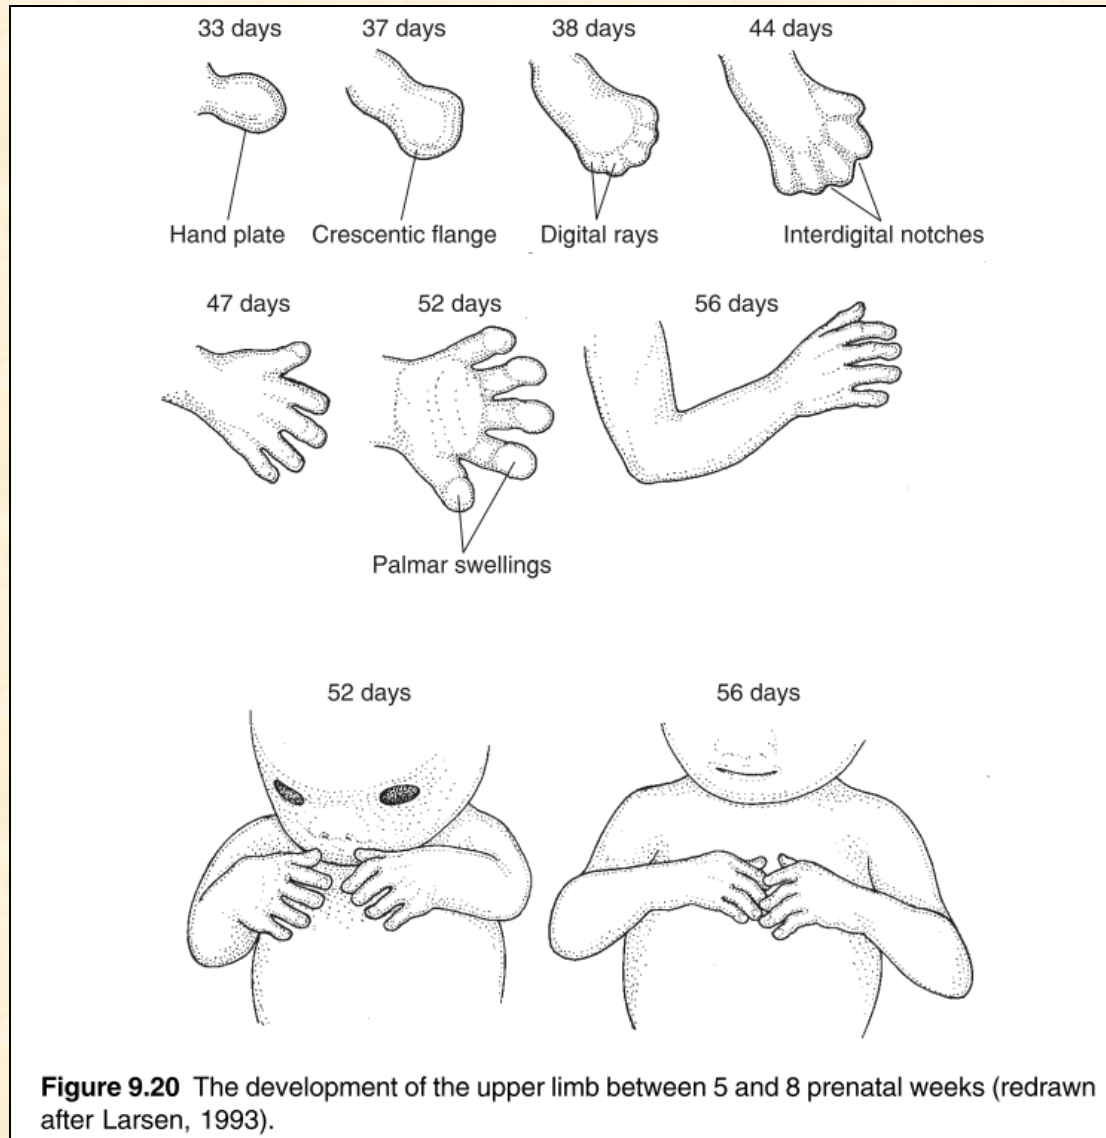 33 days 37 days 38 days 44 days
Hand plate Crescentic flange Digital rays Interdigital notches
47 days 52 days 56 days
Palmar swellings
52 days 56 days
Figure 9.20 The development of the upper limb between 5 and 8 prenatal weeks (redrawn
after Larsen, 1993).